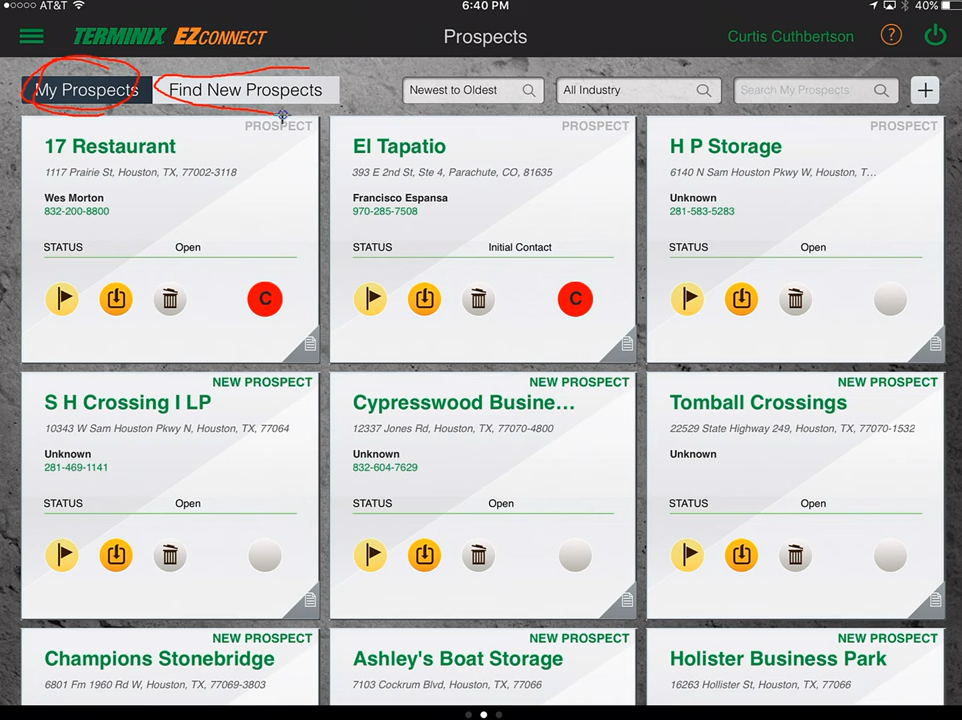 AT&T 6:40 PM 40%
TERMINIX EZCONNECT Prospects Curtis Cuthbertson ?
My Prospects Find New Prospects Newest to Oldest All Industry Search My Prospects +
PROSPECT PROSPECT PROSPECT
17 Restaurant El Tapatio H P Storage
1117 Prairie St, Houston, TX, 77002-3118 393 E 2nd St, Ste 4, Parachute, CO, 81635 6140 N Sam Houston Pkwy W, Houston, T...
Wes Morton Francisco Espansa Unknown
832-200-8800 970-285-7508 281-583-5283
STATUS Open STATUS Initial Contact STATUS Open
C C
NEW PROSPECT NEW PROSPECT NEW PROSPECT
S H Crossing I LP Cypresswood Busine... Tomball Crossings
10343 W Sam Houston Pkwy N, Houston, TX, 77064 12337 Jones Rd, Houston, TX, 77070-4800 22529 State Highway 249, Houston, TX, 77070-1532
Unknown Unknown Unknown
281-469-1141 832-604-7629
STATUS Open STATUS Open STATUS Open
NEW PROSPECT NEW PROSPECT NEW PROSPECT
Champions Stonebridge Ashley's Boat Storage Holister Business Park
6801 Fm 1960 Rd W, Houston, TX, 77069-3803 7103 Cockrum Blvd, Houston, TX, 77066 16263 Hollister St, Houston, TX, 77066